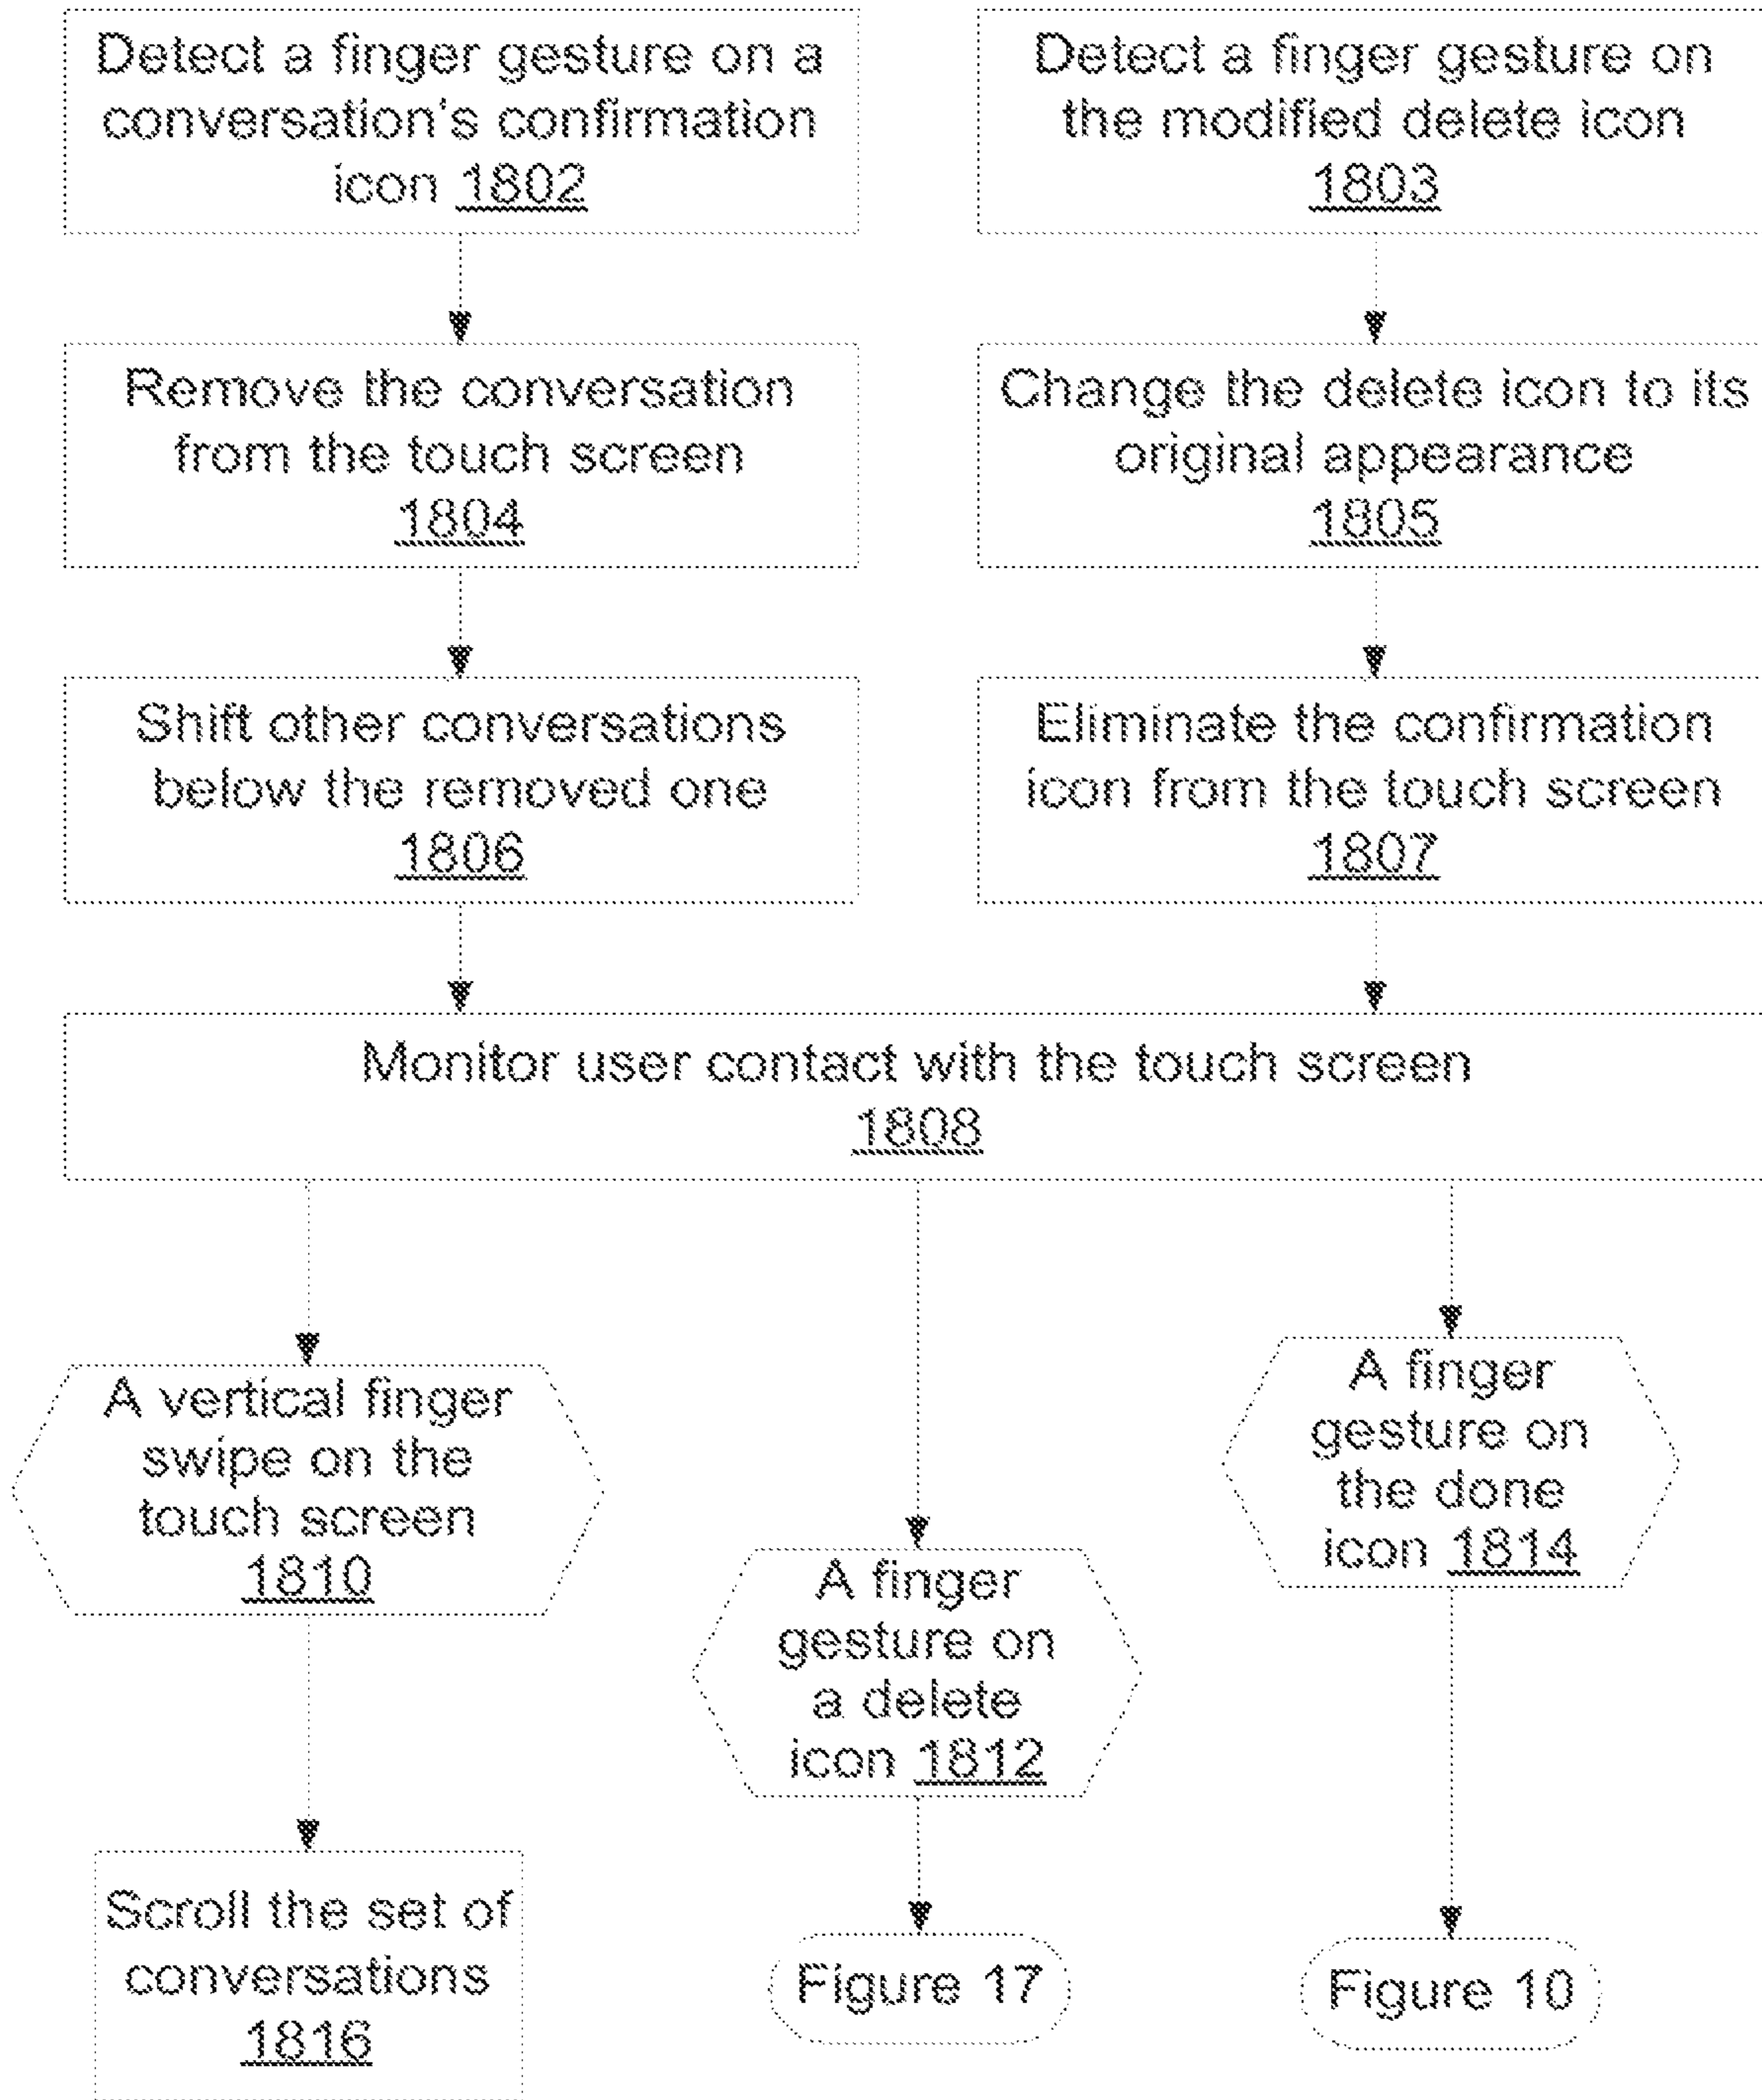 Detect a finger gesture on a
conversation's confirmation
icon 1802
Detect a finger gesture on
the modified delete icon
1803
Remove the conversation
from the touch screen
1804
Change the delete icon to its
original appearance
1805
Shift other conversations
below the removed one
1806
Eliminate the confirmation
icon from the touch screen
1807
Monitor user contact with the touch screen
1808
A vertical finger
swipe on the
touch screen
1810
A finger
gesture on
a delete
icon 1812
A finger
gesture on
the done
icon 1814
Scroll the set of
conversations
1816
Figure 17
Figure 10